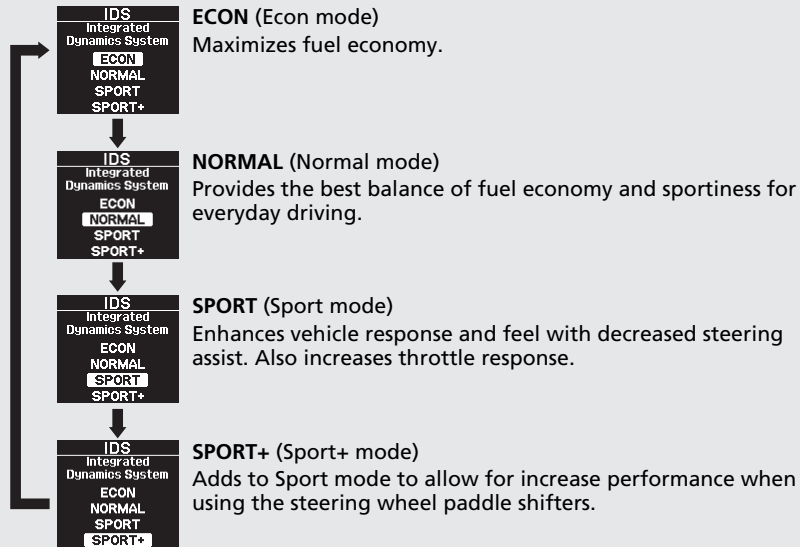 IDS
Integrated
Dynamics System
ECON
NORMAL
SPORT
SPORT+
ECON (Econ mode)
Maximizes fuel economy.
IDS
Integrated
Dynamics System
ECON
NORMAL
SPORT
SPORT+
NORMAL (Normal mode)
Provides the best balance of fuel economy and sportiness for
everyday driving.
IDS
Integrated
Dynamics System
ECON
NORMAL
SPORT
SPORT+
SPORT (Sport mode)
Enhances vehicle response and feel with decreased steering
assist. Also increases throttle response.
IDS
Integrated
Dynamics System
ECON
NORMAL
SPORT
SPORT+
SPORT+ (Sport+ mode)
Adds to Sport mode to allow for increase performance when
using the steering wheel paddle shifters.